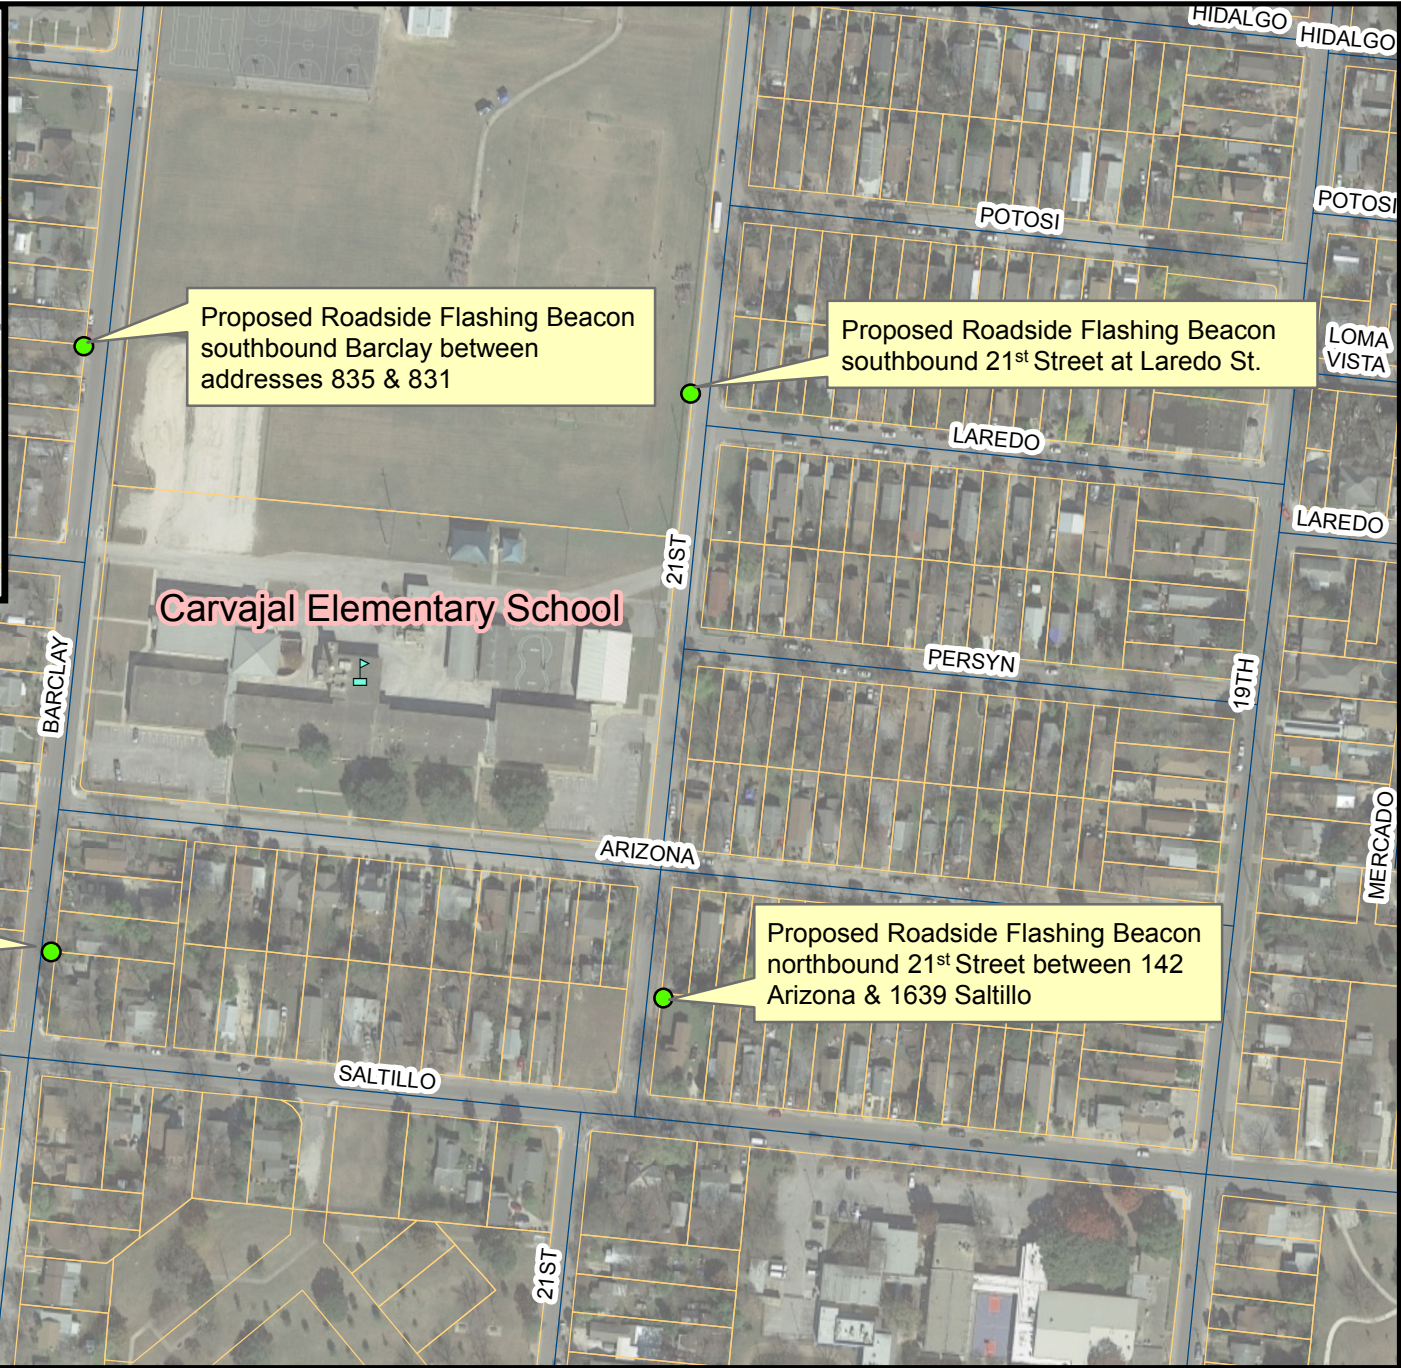 HIDALGO
HIDALGO
POTOSI
POTOSI
Proposed Roadside Flashing Beacon
southbound Barclay between
addresses 835 & 831
Proposed Roadside Flashing Beacon
southbound 21st Street at Laredo St.
LOMA
VISTA
LAREDO
LAREDO
21ST
Carvajal Elementary School
BARCLAY
PERSYN
19TH
MERCADO
ARIZONA
Proposed Roadside Flashing Beacon
northbound 21st Street between 142
Arizona & 1639 Saltillo
SALTILLO
21ST